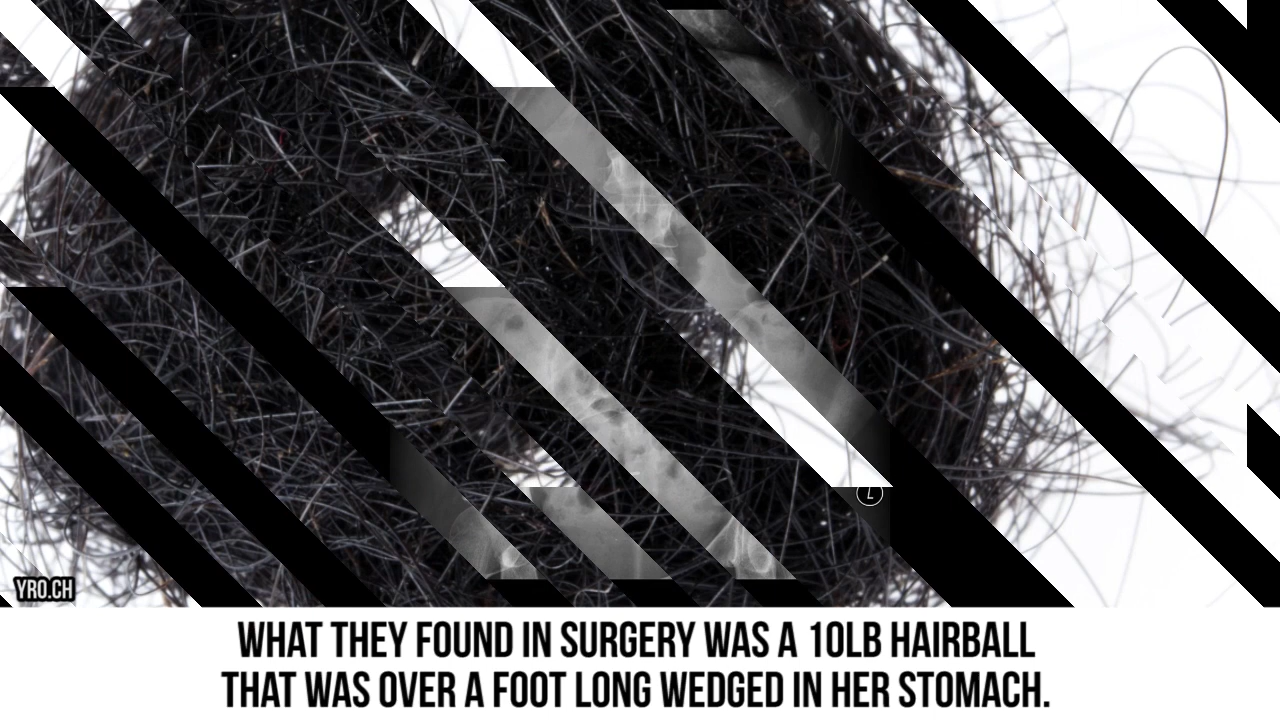 L
YRO.CH
WHAT THEY FOUND IN SURGERY WAS A 10LB HAIRBALL
THAT WAS OVER A FOOT LONG WEDGED IN HER STOMACH.